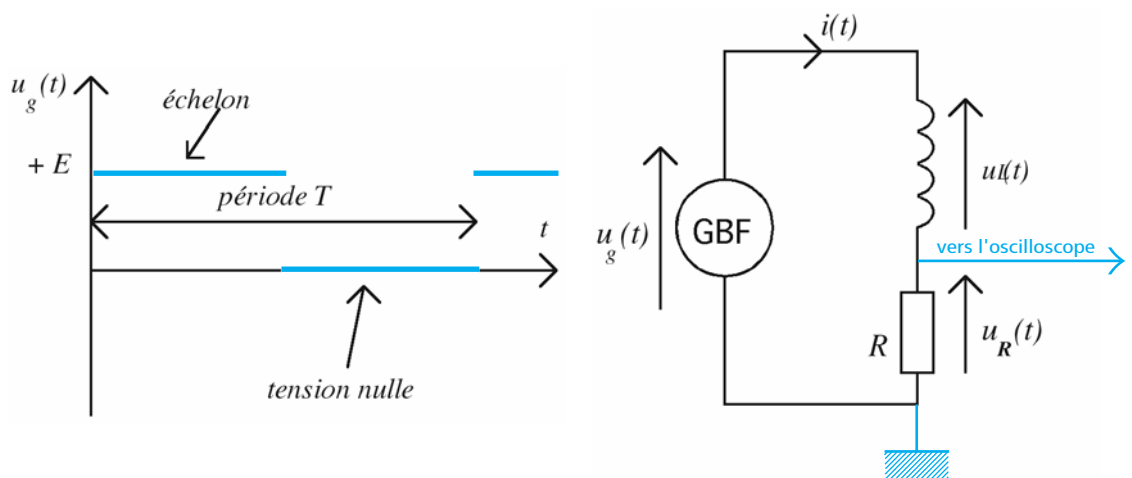 u_g(t)
échelon
+ E
période T
t
tension nulle
i(t)
u_g(t)
GBF
uL(t)
vers l'oscilloscope
R
u_R(t)